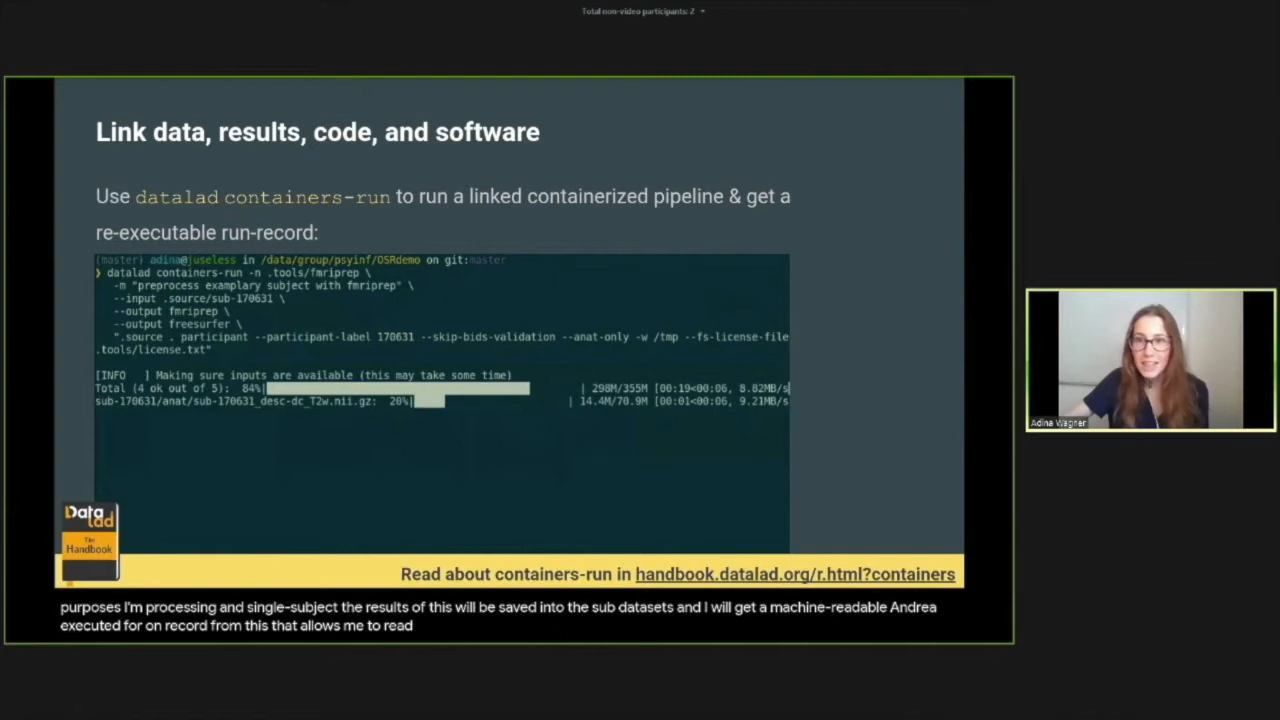 Total non-video participants: 2
Link data, results, code, and software
Use datalad containers-run to run a linked containerized pipeline & get a
re-executable run-record:
(master) adina@juseless in /data/group/psyinf/OSRdemo on git:master
❯ datalad containers-run -n .tools/fmriprep \
-m "preprocess examplary subject with fmriprep" \
--input .source/sub-170631 \
--output fmriprep \
--output freesurfer \
".source . participant --participant-label 170631 --skip-bids-validation --anat-only -w /tmp --fs-license-file
.tools/license.txt"
[INFO   ] Making sure inputs are available (this may take some time)
Total (4 ok out of 5):  84%| | 298M/355M [00:19<00:06, 8.82MB/s
sub-170631/anat/sub-170631_desc-dc_T2w.nii.gz:  20%| | 14.4M/70.9M [00:01<00:06, 9.21MB/s
Data
lad
The
Handbook
Read about containers-run in handbook.datalad.org/r.html?containers
purposes I'm processing and single-subject the results of this will be saved into the sub datasets and I will get a machine-readable Andrea
executed for on record from this that allows me to read
Adina Wagner